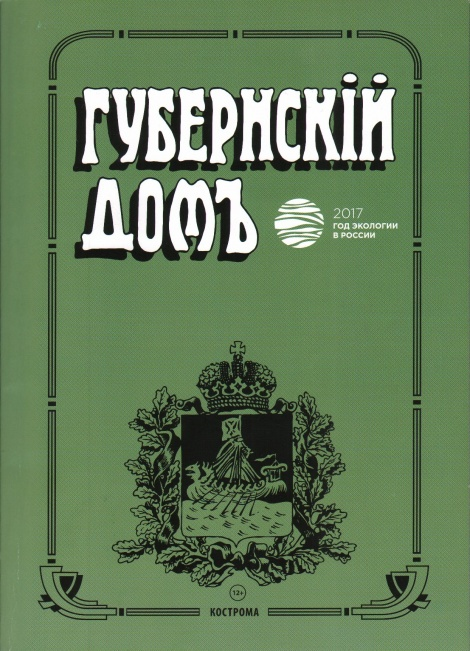 ГУБЕРНСКІЙ
ДОМЪ
2017
ГОД ЭКОЛОГИИ
В РОССИИ
12+
КОСТРОМА